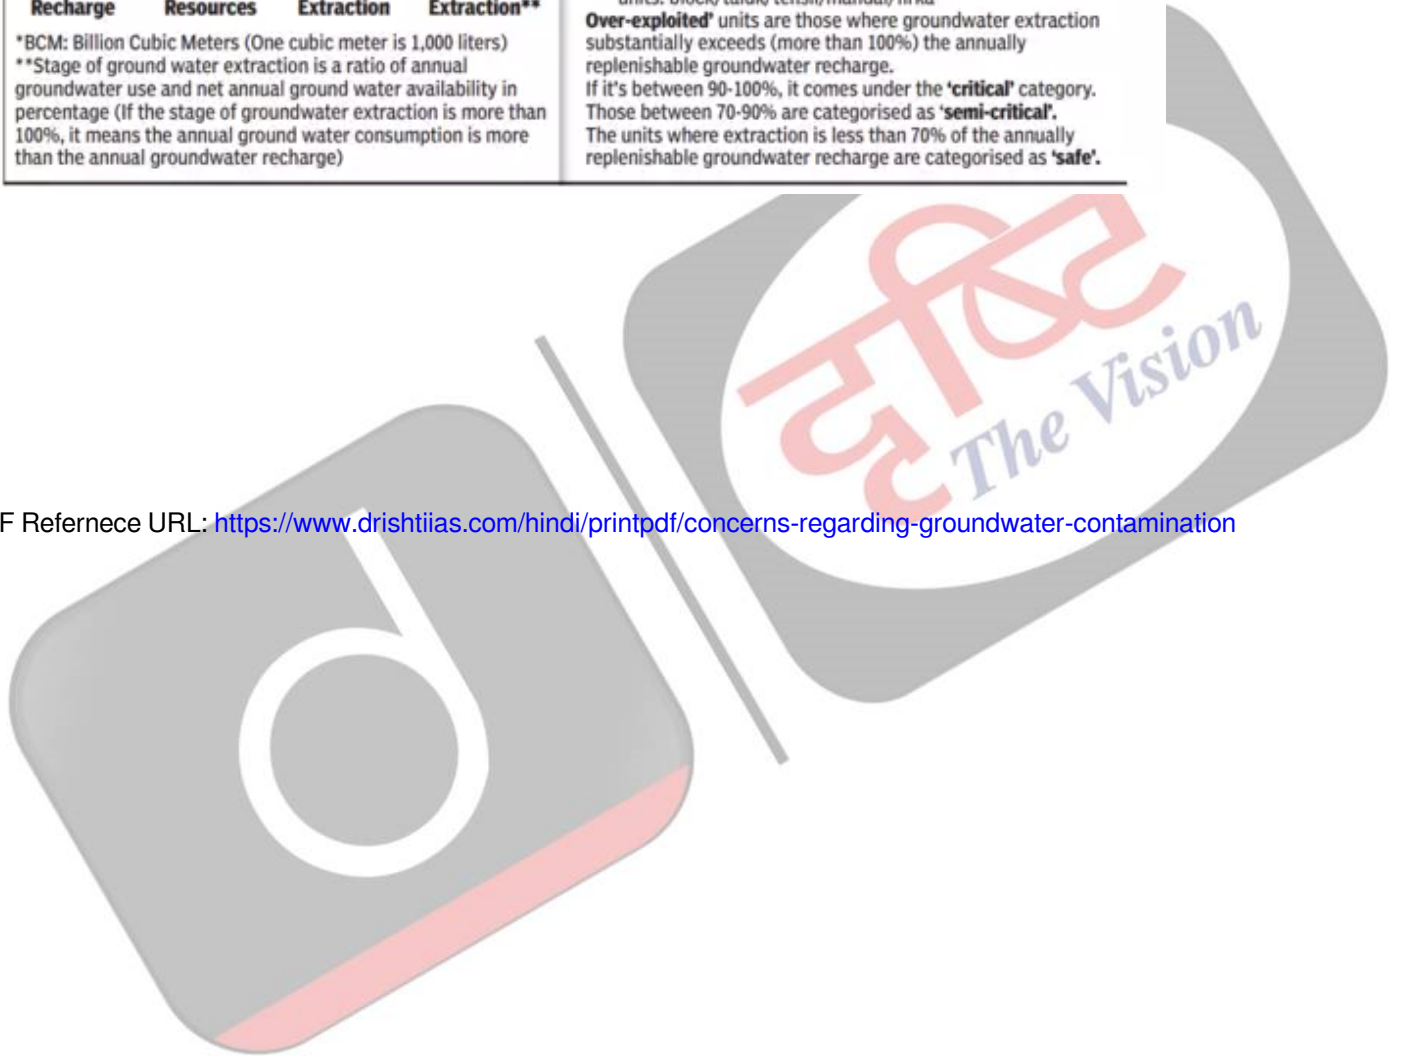 Recharge Resources Extraction Extraction**
*BCM: Billion Cubic Meters (One cubic meter is 1,000 liters)
**Stage of ground water extraction is a ratio of annual
groundwater use and net annual ground water availability in
percentage (If the stage of groundwater extraction is more than
100%, it means the annual ground water consumption is more
than the annual groundwater recharge)
units: block/taluk/tehsil/mandal/firka
Over-exploited' units are those where groundwater extraction
substantially exceeds (more than 100%) the annually
replenishable groundwater recharge.
If it's between 90-100%, it comes under the 'critical' category.
Those between 70-90% are categorised as 'semi-critical'.
The units where extraction is less than 70% of the annually
replenishable groundwater recharge are categorised as 'safe'.
दृष्टि
The Vision
F Refernece URL: https://www.drishtiias.com/hindi/printpdf/concerns-regarding-groundwater-contamination
d